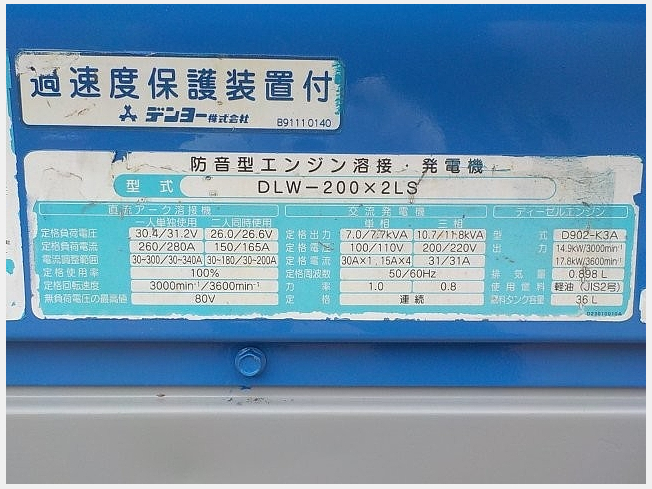 過速度保護装置付
デンヨー株式会社
B91110140
防音型エンジン溶接・発電機
型式 DLW-200×2LS
直流アーク溶接機 交流発電機 ディーゼルエンジン
一人単独使用 二人同時使用 単相 三相
定格負荷電圧 30.4/31.2V 26.0/26.6V 定格出力 7.0/7.7kVA 10.7/11.8kVA 型式 D902-K3A
定格負荷電流 260/280A 150/165A 定格電圧 100/110V 200/220V 出力 14.9kW/3000min⁻¹
電流調整範囲 30-300/30-340A 30-180/30-200A 定格電流 30A×1,15A×4 31/31A 17.8kW/3600min⁻¹
定格使用率 100% 定格周波数 50/60Hz 排気量 0.898L
定格回転速度 3000min⁻¹/3600min⁻¹ 力率 1.0 0.8 使用燃料 軽油(JIS2号)
無負荷電圧の最高値 80V 定格 連続 燃料タンク容量 36L